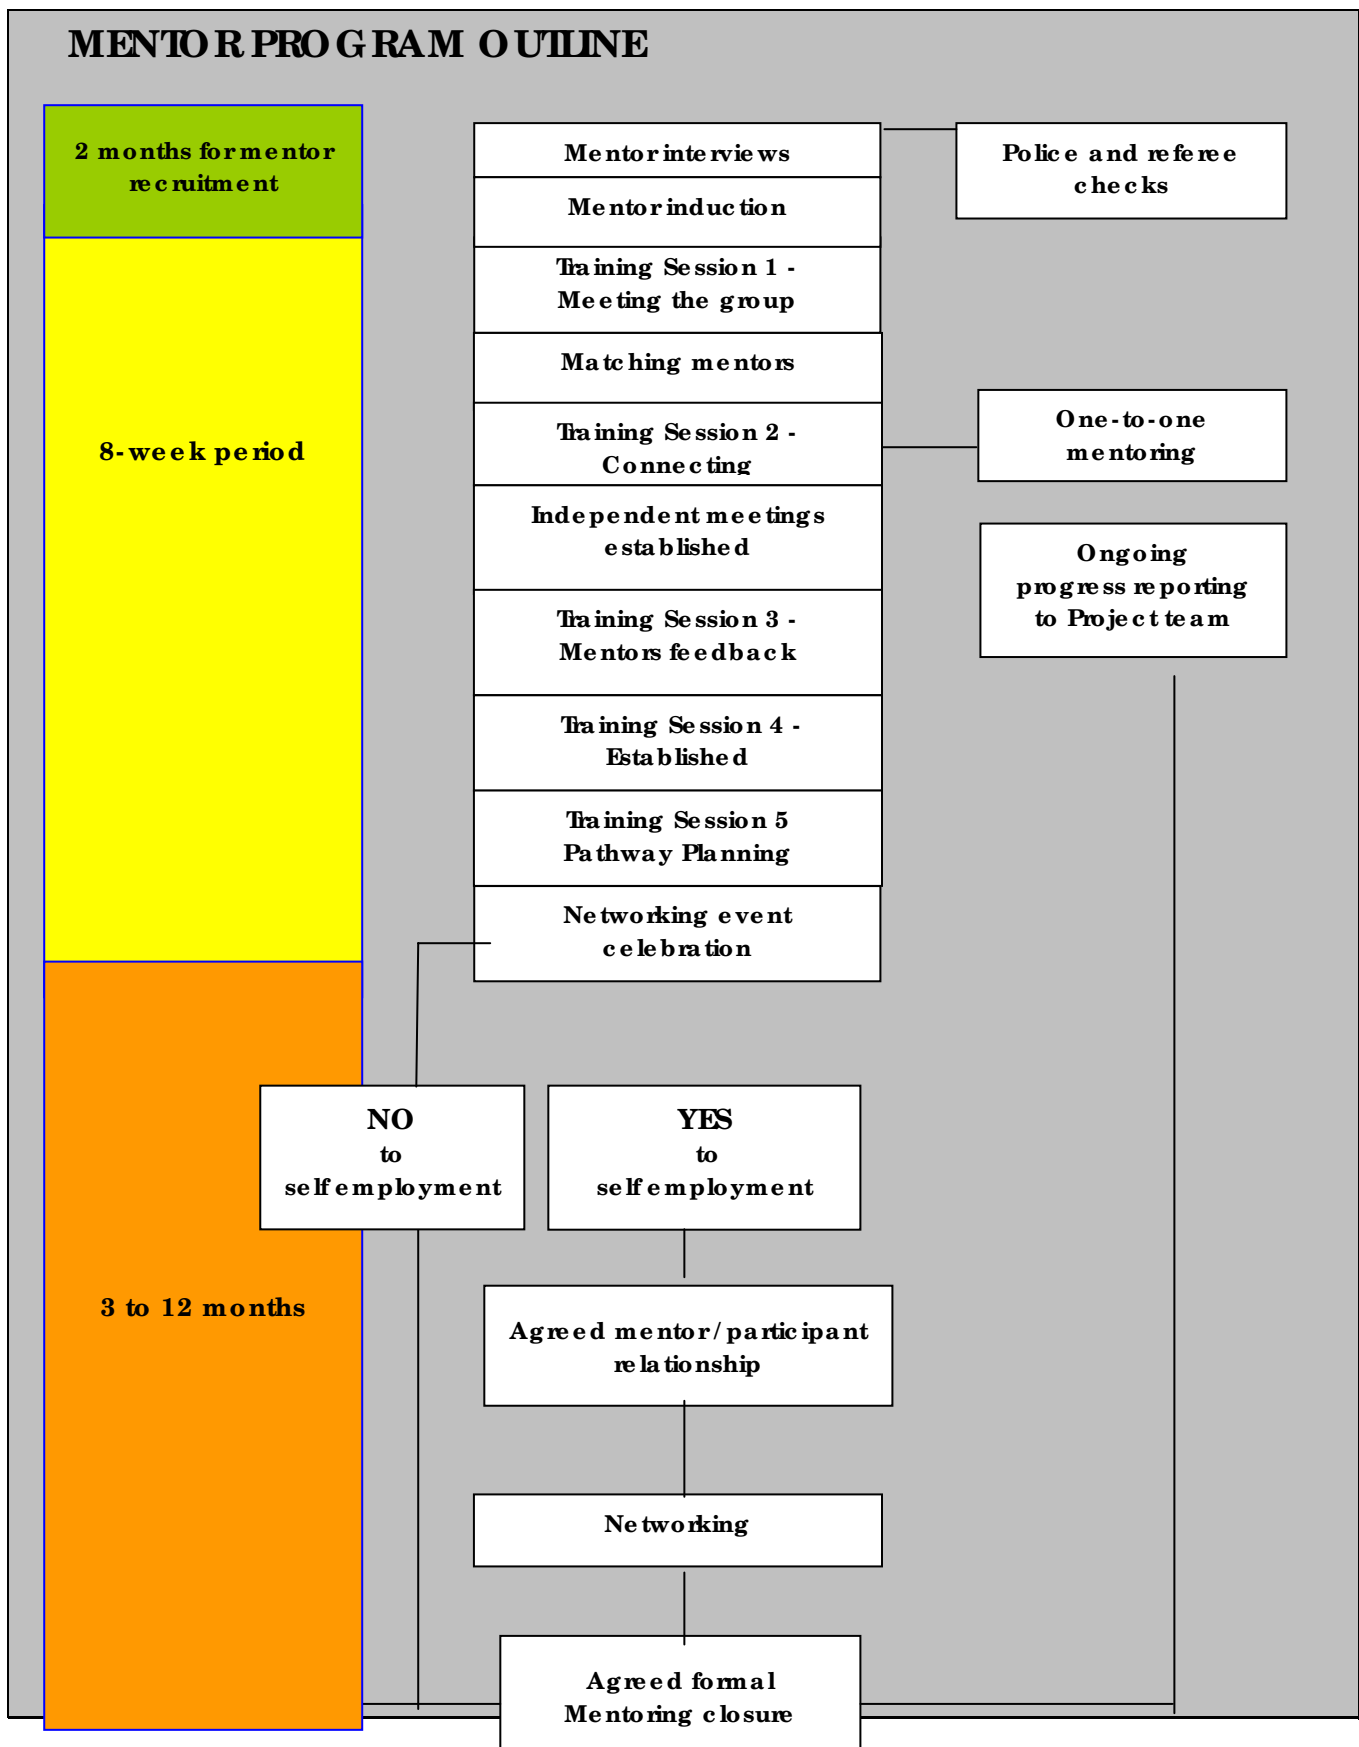 MENTOR PROGRAM OUTLINE
2 months for mentor
recruitment
Mentor interviews
Police and referee
checks
Mentor induction
Training Session 1 -
Meeting the group
Matching mentors
8-week period
Training Session 2 -
Connecting
One-to-one
mentoring
Independent meetings
established
Ongoing
progress reporting
to Project team
Training Session 3 -
Mentors feedback
Training Session 4 -
Established
Training Session 5
Pathway Planning
Networking event
celebration
NO
to
self employment
YES
to
self employment
3 to 12 months
Agreed mentor/participant
relationship
Networking
Agreed formal
Mentoring closure